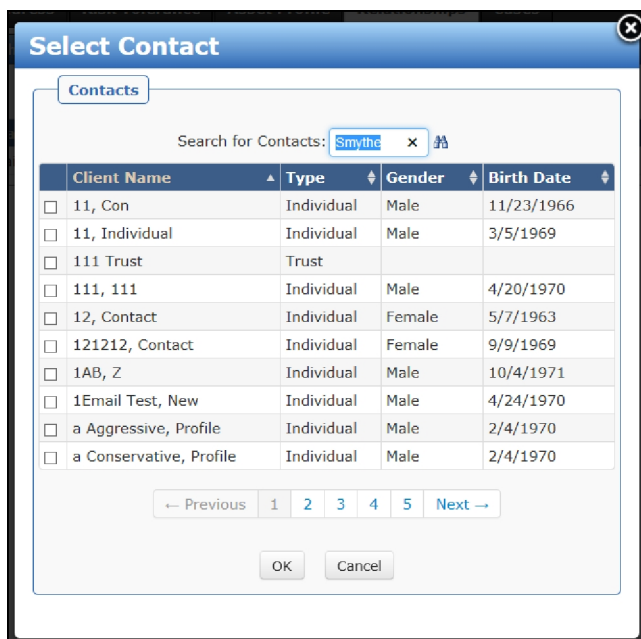 Select Contact
Contacts
Search for Contacts: Smythe
Client Name Type Gender Birth Date
11, Con Individual Male 11/23/1966
11, Individual Individual Male 3/5/1969
111 Trust Trust
111, 111 Individual Male 4/20/1970
12, Contact Individual Female 5/7/1963
121212, Contact Individual Female 9/9/1969
1AB, Z Individual Male 10/4/1971
1Email Test, New Individual Male 4/24/1970
a Aggressive, Profile Individual Male 2/4/1970
a Conservative, Profile Individual Male 2/4/1970
← Previous 1 2 3 4 5 Next →
OK Cancel